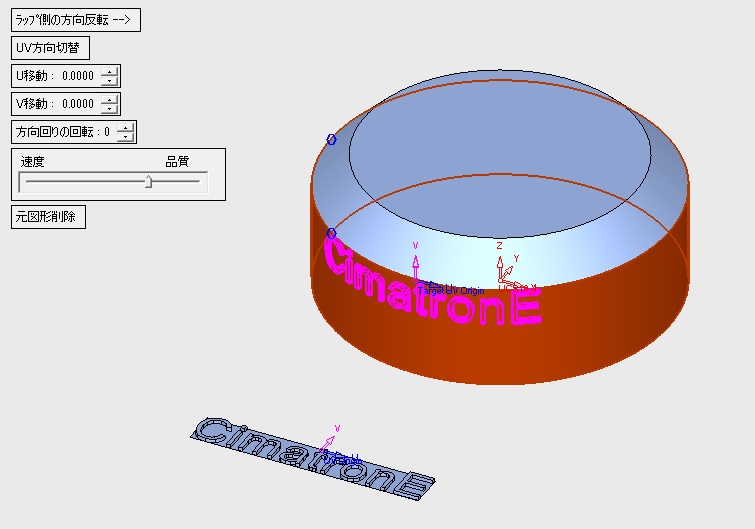 ﾗｯﾌﾟ側の方向反転 -->
UV方向切替
U移動： 0.0000
V移動： 0.0000
方向回りの回転：0
速度 品質
元図形削除
Z
V Y
Target UV Origin
CimatronE
V
CimatronE